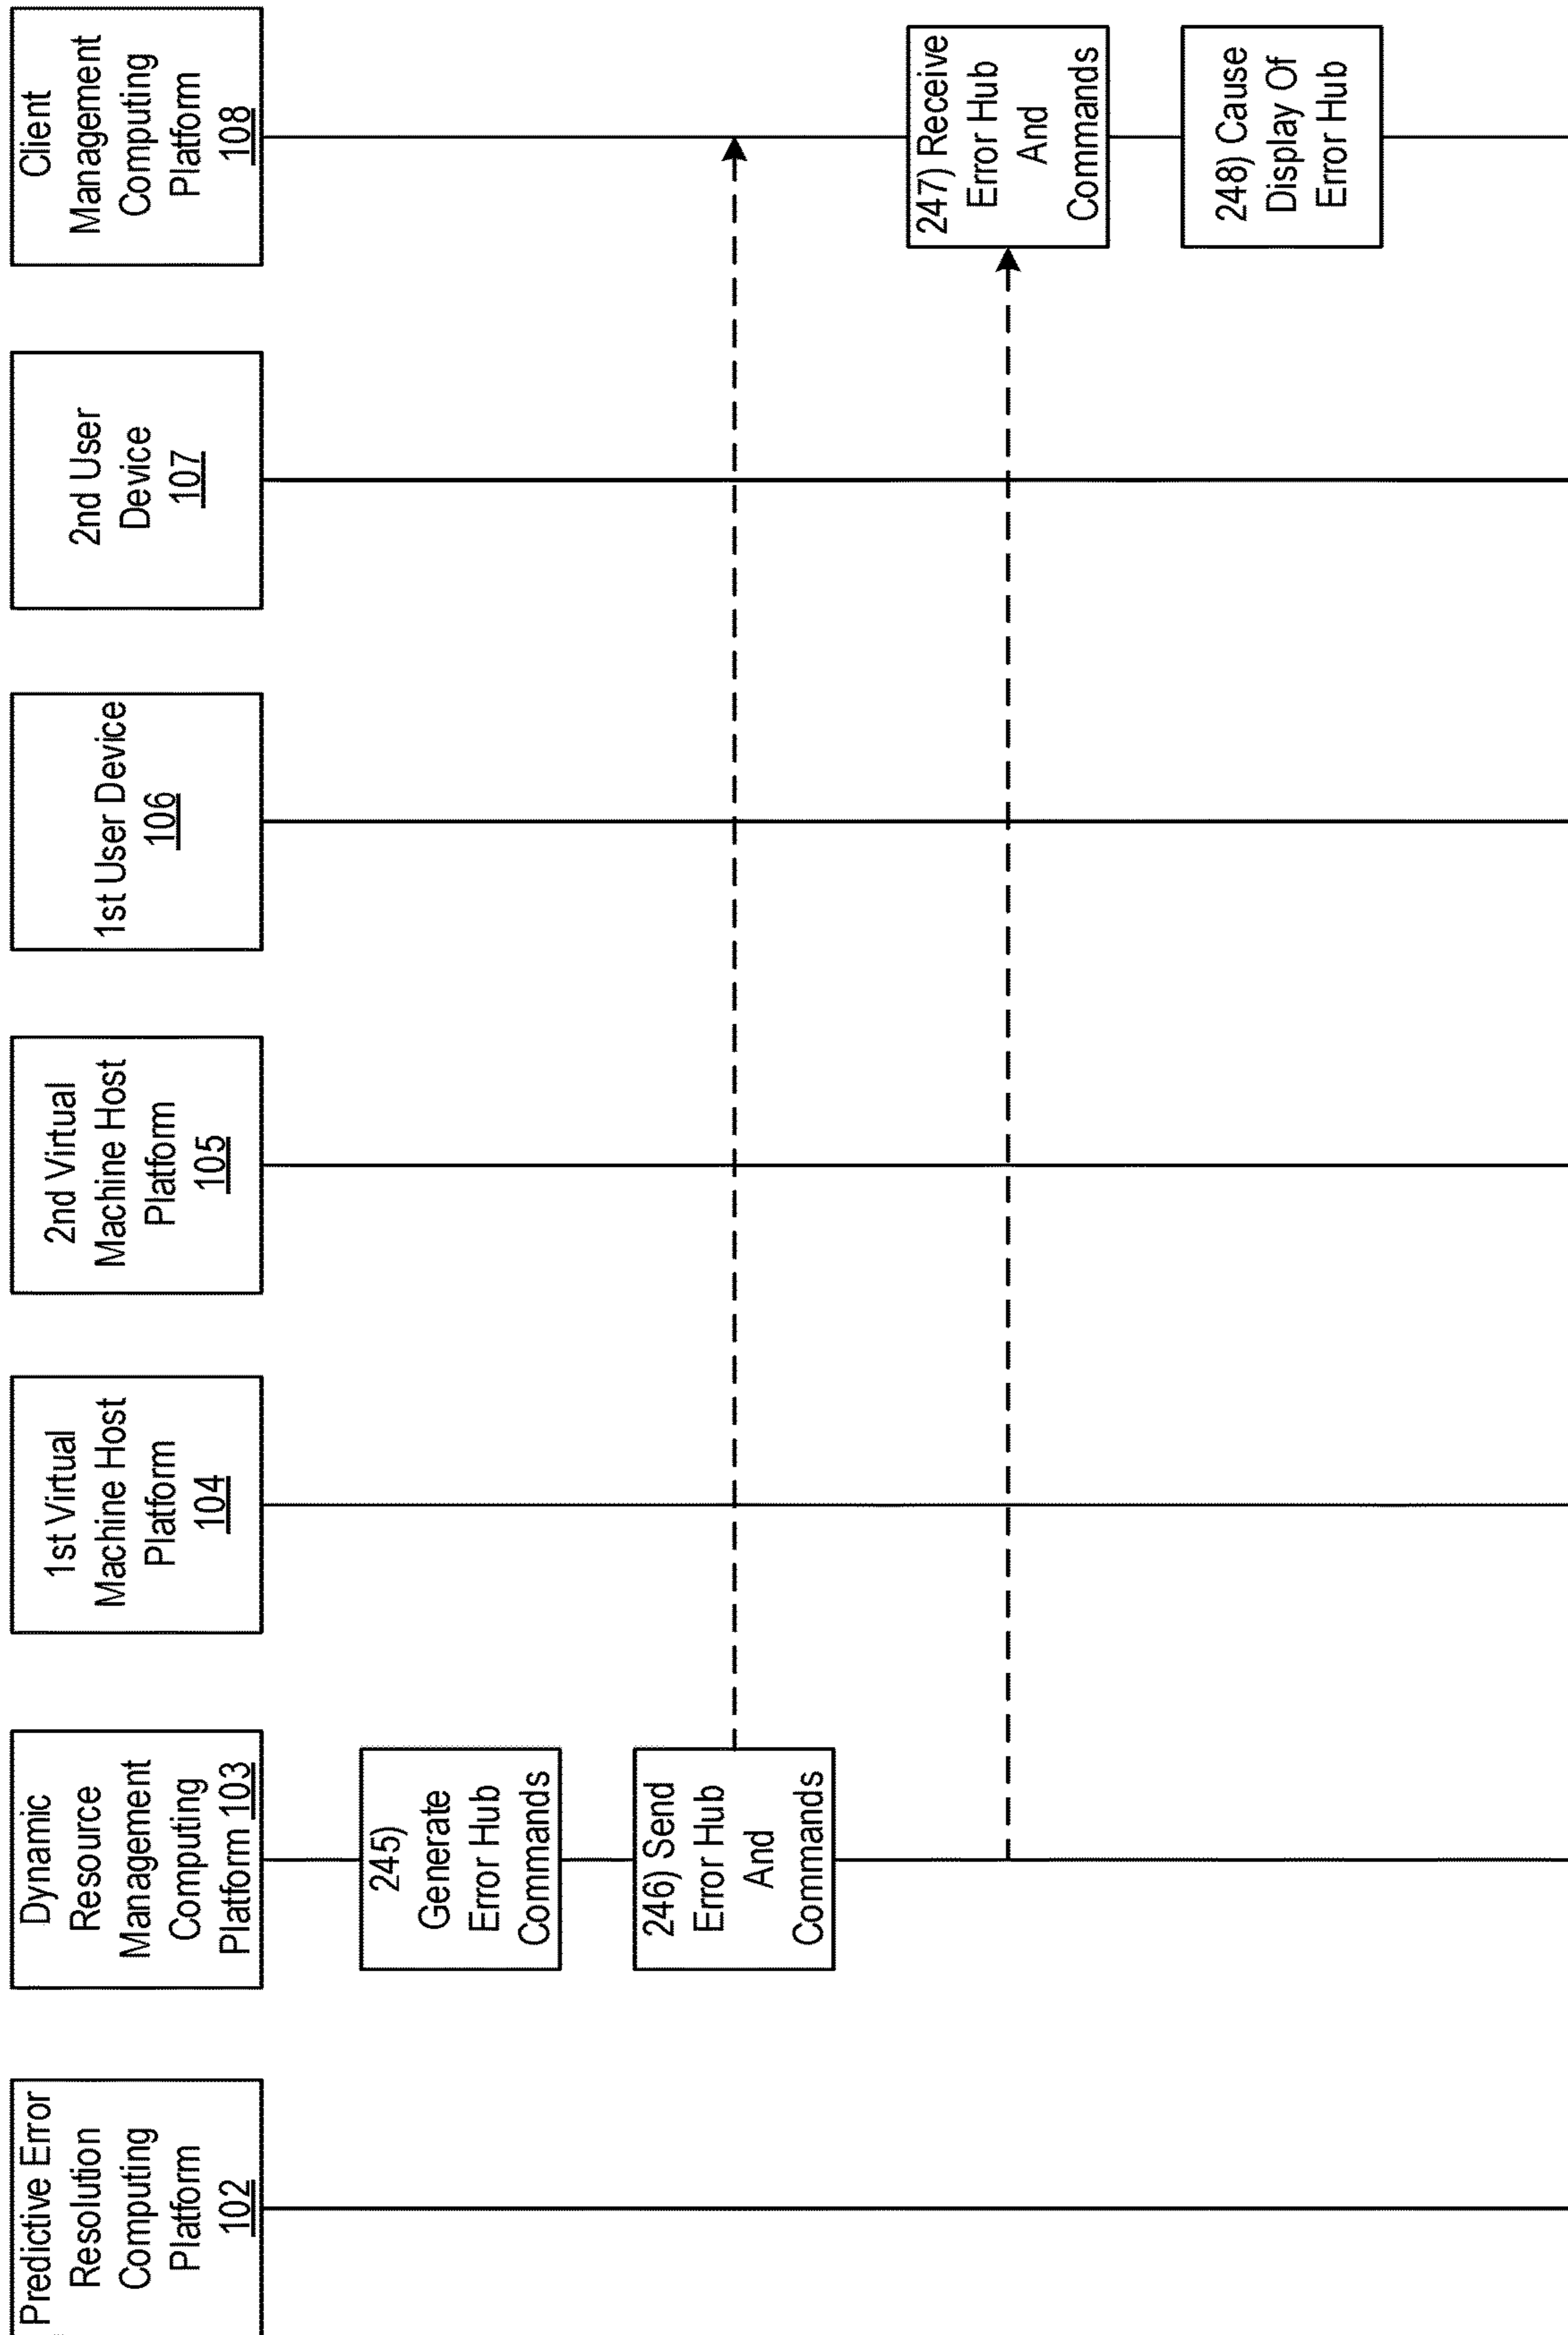 Predictive Error
Resolution
Computing
Platform
102
Dynamic
Resource
Management
Computing
Platform 103
1st Virtual
Machine Host
Platform
104
2nd Virtual
Machine Host
Platform
105
1st User Device
106
2nd User
Device
107
Client
Management
Computing
Platform
108
245)
Generate
Error Hub
Commands
246) Send
Error Hub
And
Commands
247) Receive
Error Hub
And
Commands
248) Cause
Display Of
Error Hub